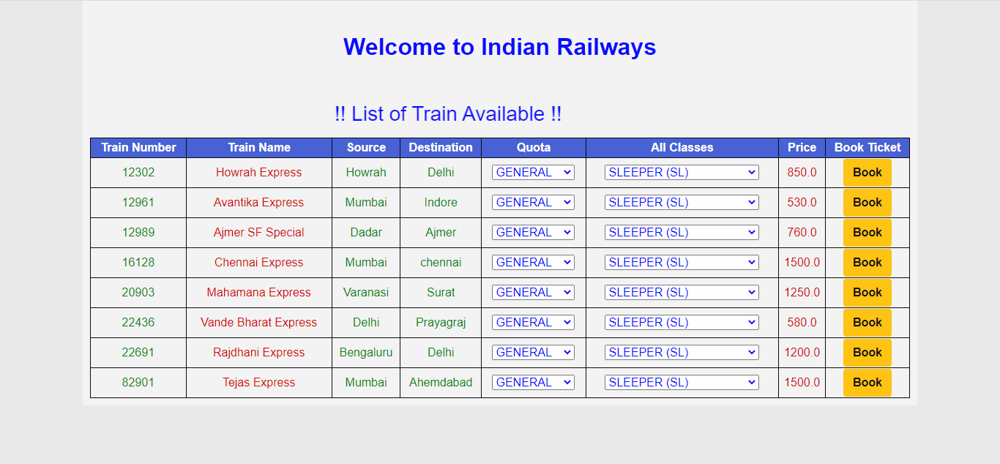 Welcome to Indian Railways
!! List of Train Available !!
Train Number Train Name Source Destination Quota All Classes Price Book Ticket
12302 Howrah Express Howrah Delhi GENERAL SLEEPER (SL) 850.0 Book
12961 Avantika Express Mumbai Indore GENERAL SLEEPER (SL) 530.0 Book
12989 Ajmer SF Special Dadar Ajmer GENERAL SLEEPER (SL) 760.0 Book
16128 Chennai Express Mumbai chennai GENERAL SLEEPER (SL) 1500.0 Book
20903 Mahamana Express Varanasi Surat GENERAL SLEEPER (SL) 1250.0 Book
22436 Vande Bharat Express Delhi Prayagraj GENERAL SLEEPER (SL) 580.0 Book
22691 Rajdhani Express Bengaluru Delhi GENERAL SLEEPER (SL) 1200.0 Book
82901 Tejas Express Mumbai Ahemdabad GENERAL SLEEPER (SL) 1500.0 Book